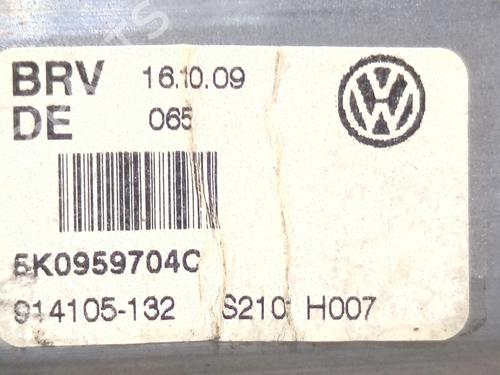 BRV 16.10.09
DE 065
5K0959704C
914105-132 S210 H007